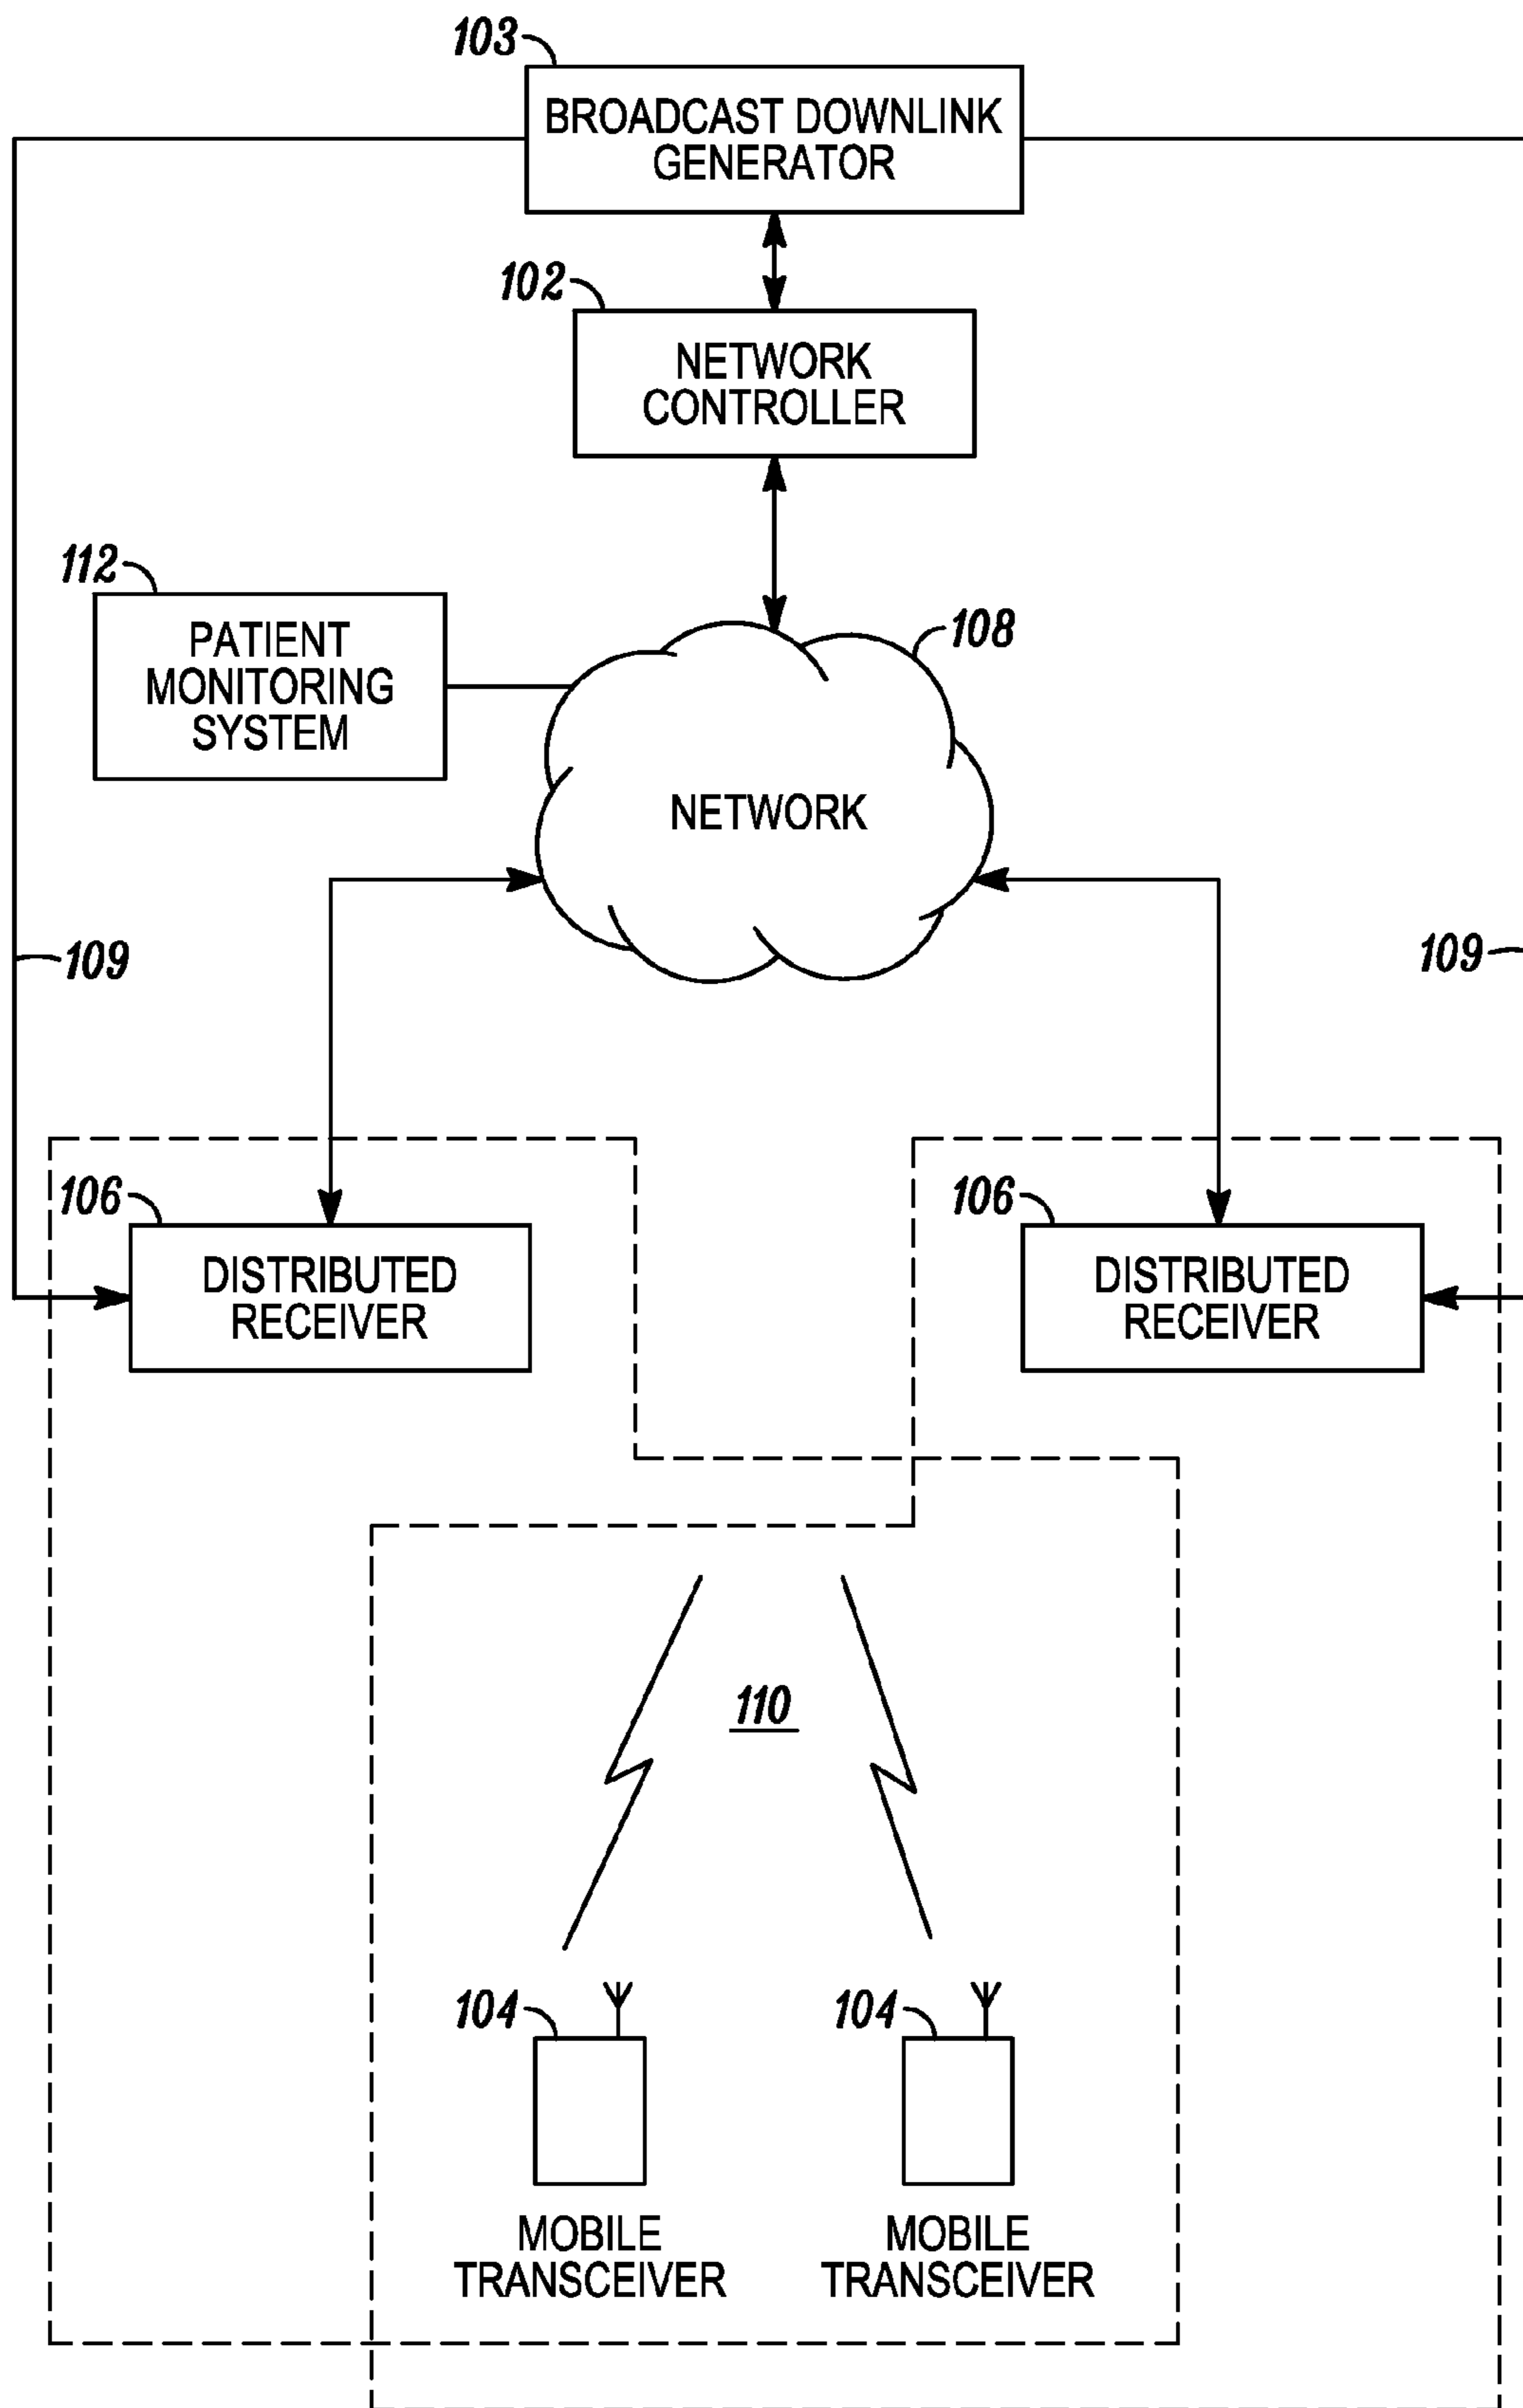 103
BROADCAST DOWNLINK
GENERATOR
102
NETWORK
CONTROLLER
112
PATIENT
MONITORING
SYSTEM
108
NETWORK
109
109
106
DISTRIBUTED
RECEIVER
106
DISTRIBUTED
RECEIVER
110
104
MOBILE
TRANSCEIVER
104
MOBILE
TRANSCEIVER